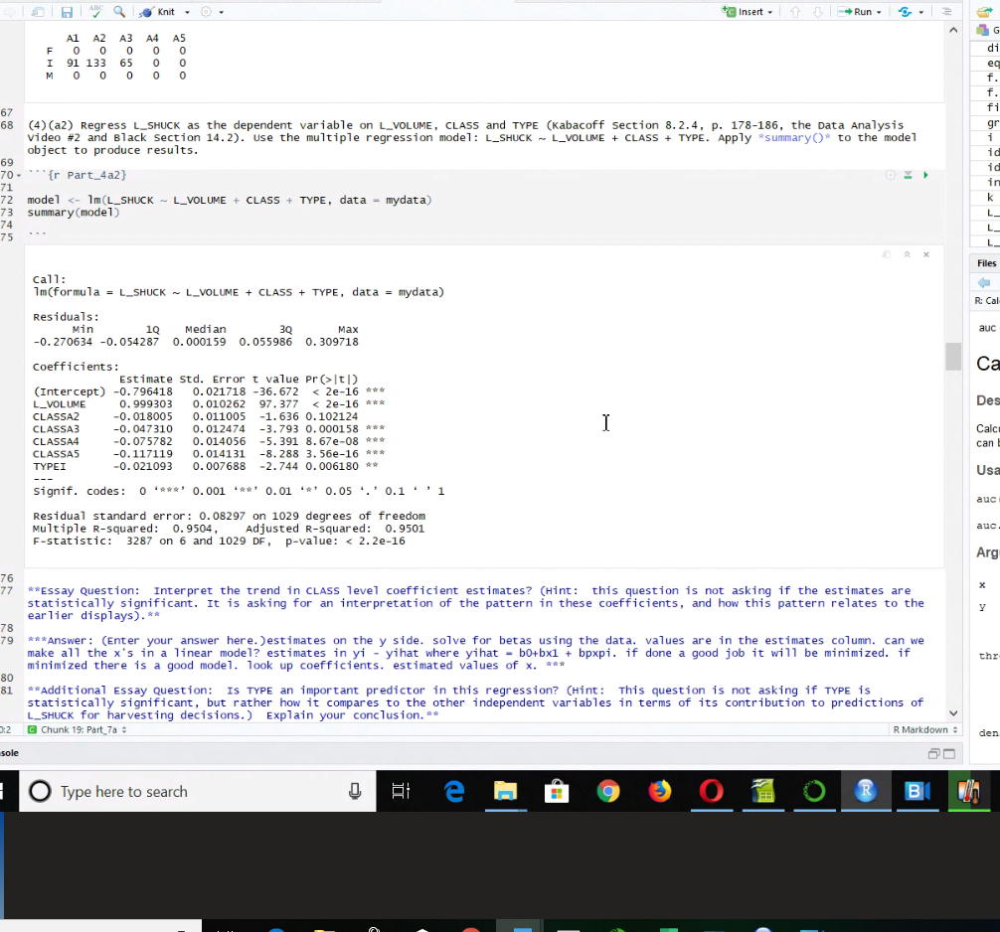 Knit
Insert
Run
A1 A2 A3 A4 A5
F 0 0 0 0 0
I 91 133 65 0 0
M 0 0 0 0 0
67
68 (4)(a2) Regress L_SHUCK as the dependent variable on L_VOLUME, CLASS and TYPE (Kabacoff Section 8.2.4, p. 178-186, the Data Analysis
Video #2 and Black Section 14.2). Use the multiple regression model: L_SHUCK ~ L_VOLUME + CLASS + TYPE. Apply *summary()* to the model
object to produce results.
69
70 ```{r Part_4a2}
71
72 model <- lm(L_SHUCK ~ L_VOLUME + CLASS + TYPE, data = mydata)
73 summary(model)
74
75 ```
Call:
lm(formula = L_SHUCK ~ L_VOLUME + CLASS + TYPE, data = mydata)
Residuals:
Min 1Q Median 3Q Max
-0.270634 -0.054287 0.000159 0.055986 0.309718
Coefficients:
Estimate Std. Error t value Pr(>|t|)
(Intercept) -0.796418 0.021718 -36.672 < 2e-16 ***
L_VOLUME 0.999303 0.010262 97.377 < 2e-16 ***
CLASSA2 -0.018005 0.011005 -1.636 0.102124
CLASSA3 -0.047310 0.012474 -3.793 0.000158 ***
CLASSA4 -0.075782 0.014056 -5.391 8.67e-08 ***
CLASSA5 -0.117119 0.014131 -8.288 3.56e-16 ***
TYPEI -0.021093 0.007688 -2.744 0.006180 **
---
Signif. codes: 0 ‘***’ 0.001 ‘**’ 0.01 ‘*’ 0.05 ‘.’ 0.1 ‘ ’ 1
Residual standard error: 0.08297 on 1029 degrees of freedom
Multiple R-squared: 0.9504, Adjusted R-squared: 0.9501
F-statistic: 3287 on 6 and 1029 DF, p-value: < 2.2e-16
76
77 **Essay Question: Interpret the trend in CLASS level coefficient estimates? (Hint: this question is not asking if the estimates are
statistically significant. It is asking for an interpretation of the pattern in these coefficients, and how this pattern relates to the
earlier displays).**
78
79 ***Answer: (Enter your answer here.)estimates on the y side. solve for betas using the data. values are in the estimates column. can we
make all the x's in a linear model? estimates in yi - yihat where yihat = b0+bx1 + bpxpi. if done a good job it will be minimized. if
minimized there is a good model. look up coefficients. estimated values of x. ***
80
81 **Additional Essay Question: Is TYPE an important predictor in this regression? (Hint: This question is not asking if TYPE is
statistically significant, but rather how it compares to the other independent variables in terms of its contribution to predictions of
L_SHUCK for harvesting decisions.) Explain your conclusion.**
0:2 Chunk 19: Part_7a
R Markdown
sole
G
di
eq
f.
f.
fi
gr
i
id
id
in
k
L_
L_
L_
Files
R: Cal
auc
Ca
Des
Calcu
can b
Usa
auc(
auc.
Arg
x
y
thre
dens
Type here to search